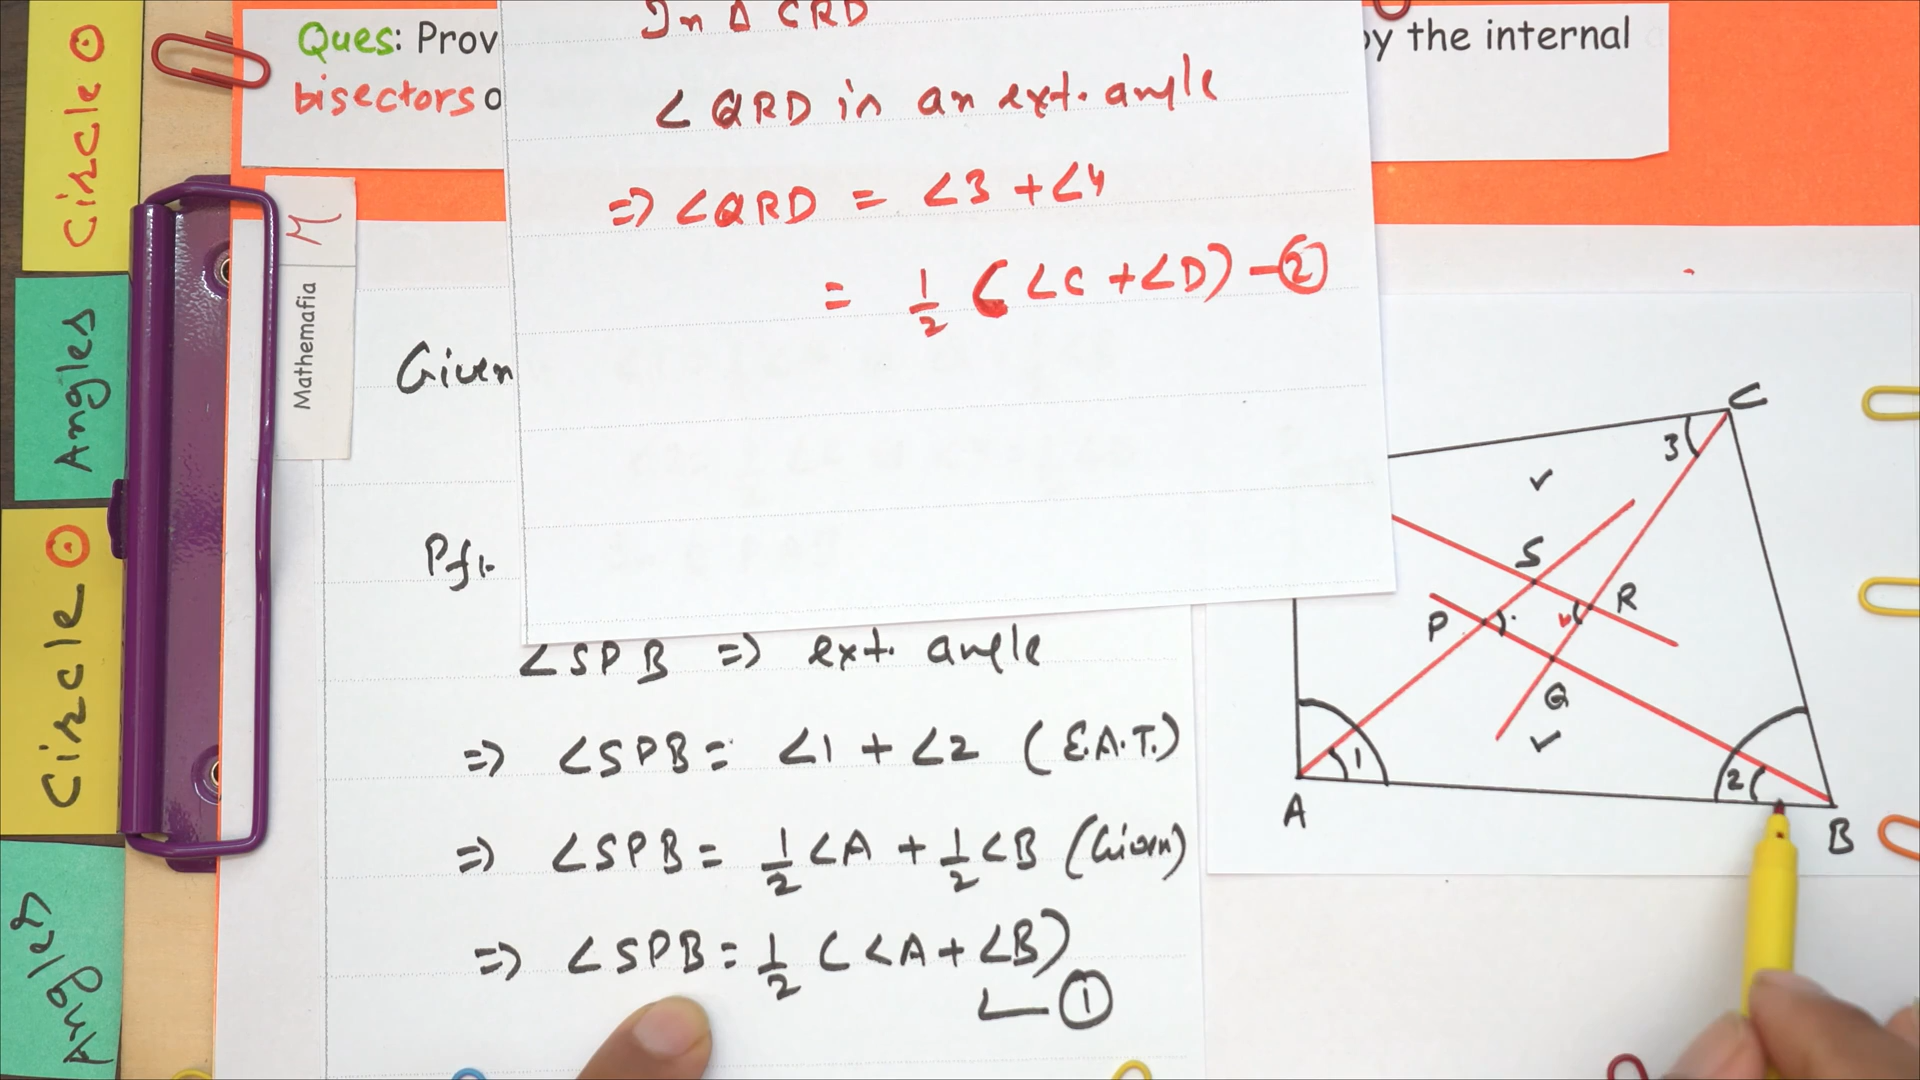 Circle
Angles
Circle
Angles
M
Mathemafia
Ques: Prov
y the internal
bisectors o
In Δ CRD
∠QRD in an ext. angle
=> ∠QRD = ∠3 + ∠4
= 1/2 (∠C + ∠D) - ②
Given
Pf:-
∠SPB => ext. angle
=> ∠SPB = ∠1 + ∠2 (E.A.T.)
=> ∠SPB = 1/2 ∠A + 1/2 ∠B (Given)
=> ∠SPB = 1/2 (∠A + ∠B)
①
C
3
S
R
P
Q
1
2
A
B